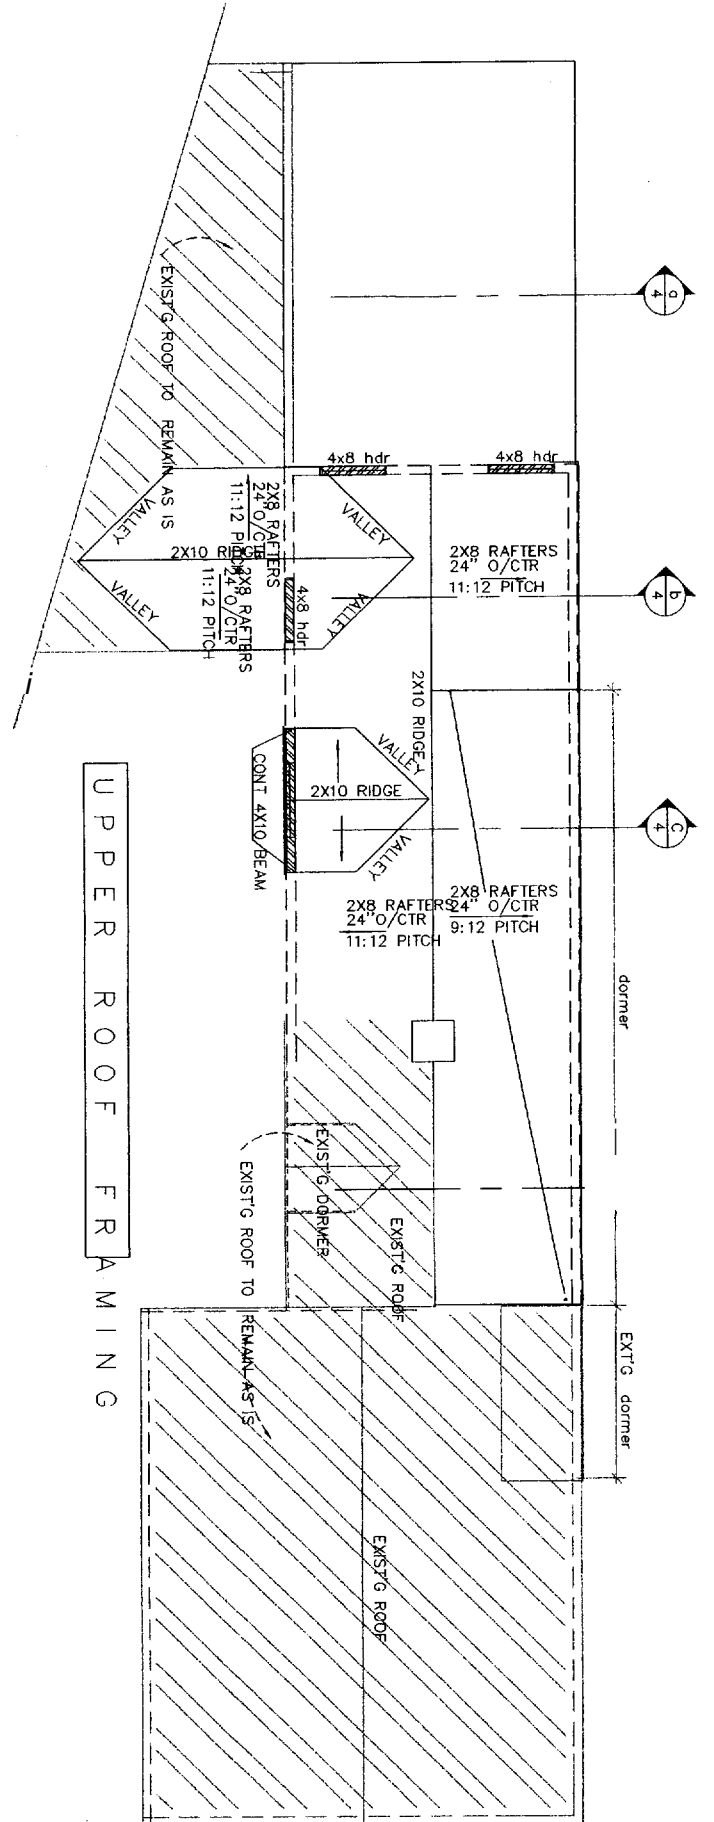 a
4
EXIST'G ROOF TO REMAIN AS IS
4x8 hdr
4x8 hdr
VALLEY
VALLEY
2X8 RAFTERS
24" O/CTR
11:12 PITCH
2X10 RIDGE
2X8 RAFTERS
24" O/CTR
11:12 PITCH
b
4
VALLEY
VALLEY
2X8 RAFTERS
24" O/CTR
11:12 PITCH
4x8 hdr
2X10 RIDGE
VALLEY
CONT 4X10 BEAM
2X10 RIDGE
c
4
VALLEY
2X8 RAFTERS
24" O/CTR
11:12 PITCH
2X8 RAFTERS
24" O/CTR
9:12 PITCH
dormer
UPPER ROOF FRAMING
EXIST'G DORMER
EXIST'G ROOF TO REMAIN AS IS
EXIST'G ROOF
EXT'G dormer
EXIST'G ROOF